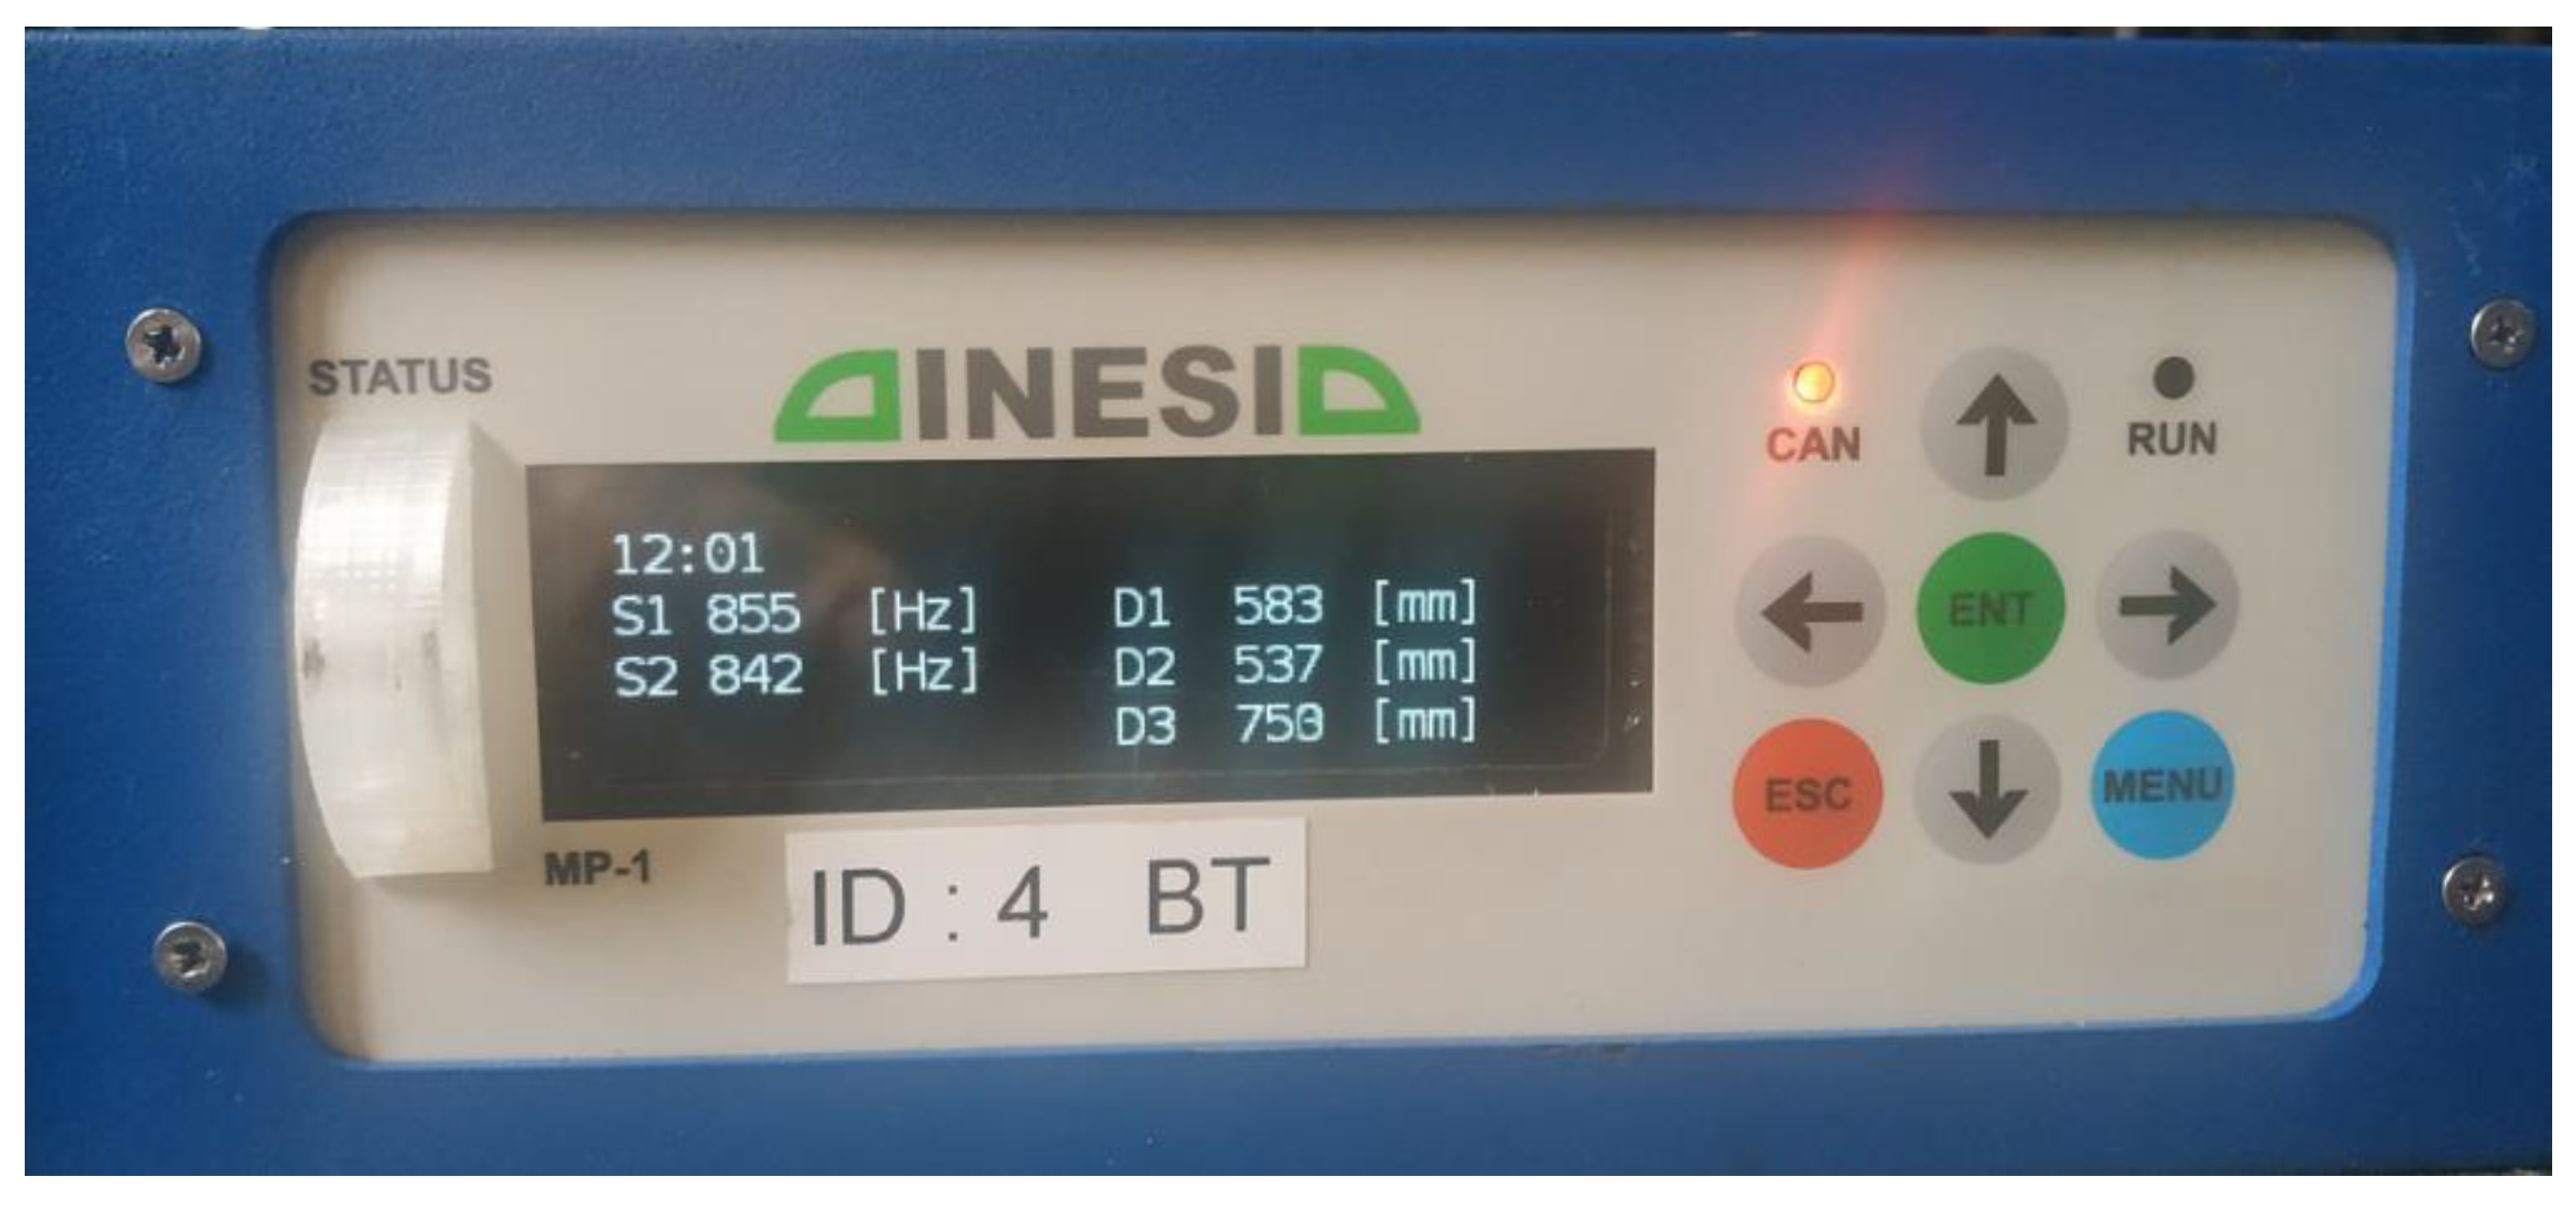 STATUS
INESI
CAN
RUN
12:01
S1 855 [Hz] D1 583 [mm]
S2 842 [Hz] D2 537 [mm]
D3 [mm]
ENT
ESC
MENU
MP-1
ID : 4 BT